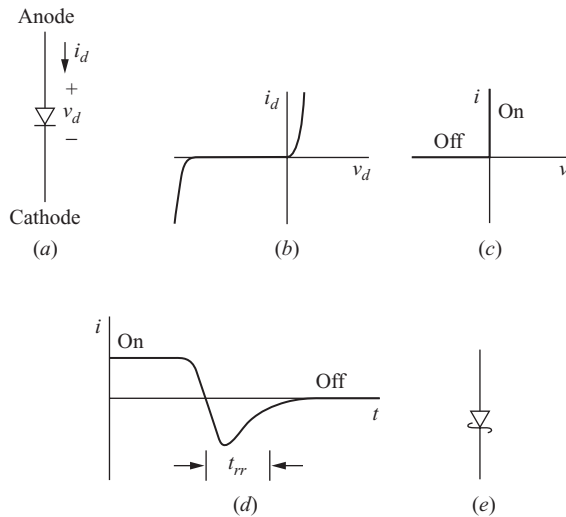 Anode
i_d
+
v_d
−
Cathode
(a)
i_d
v_d
(b)
i
On
Off
v
(c)
i
On
Off
t
t_rr
(d)
(e)